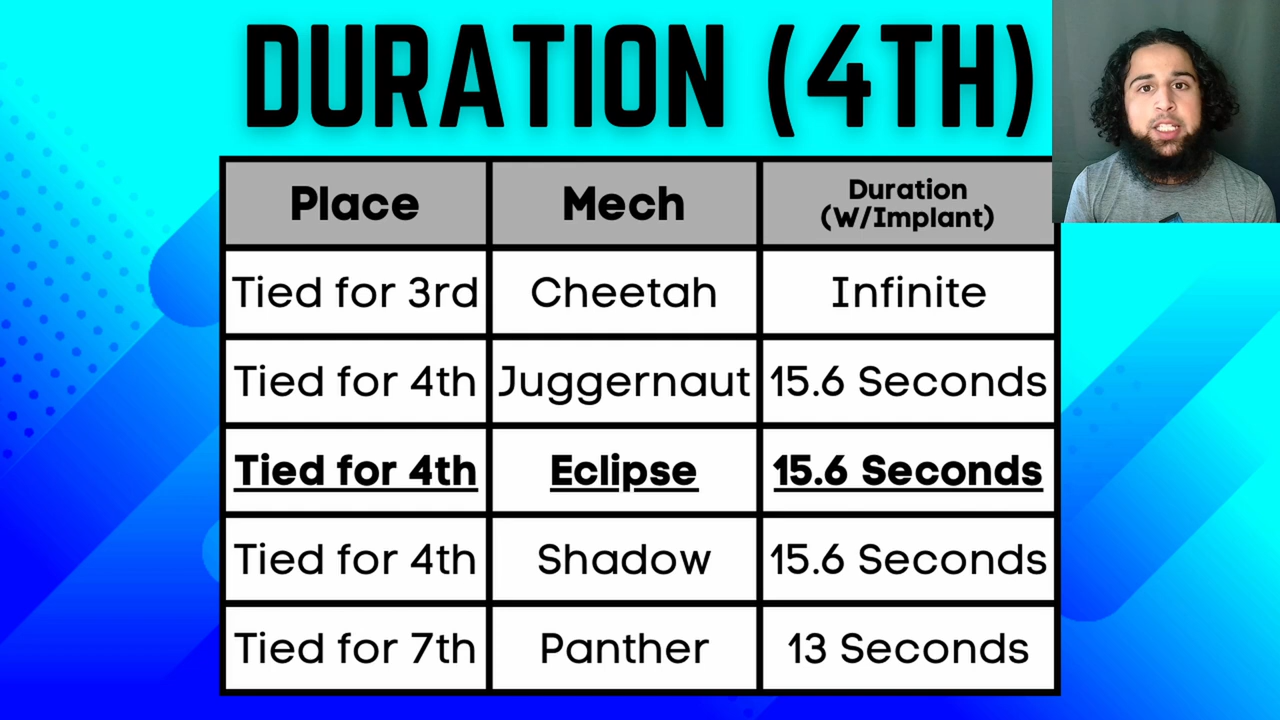 DURATION (4TH)
Place Mech Duration
(W/Implant)
Tied for 3rd Cheetah Infinite
Tied for 4th Juggernaut 15.6 Seconds
Tied for 4th Eclipse 15.6 Seconds
Tied for 4th Shadow 15.6 Seconds
Tied for 7th Panther 13 Seconds